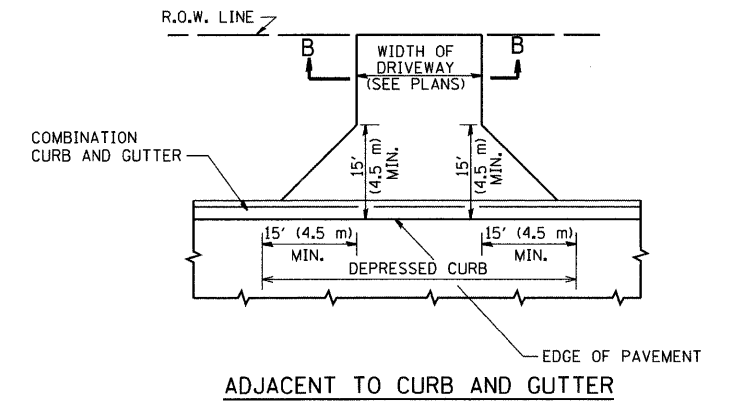 R.O.W. LINE
B
B
WIDTH OF
DRIVEWAY
(SEE PLANS)
COMBINATION
CURB AND GUTTER
15'
(4.5 m)
MIN.
15'
(4.5 m)
MIN.
15' (4.5 m)
MIN.
15' (4.5 m)
MIN.
DEPRESSED CURB
EDGE OF PAVEMENT
ADJACENT TO CURB AND GUTTER